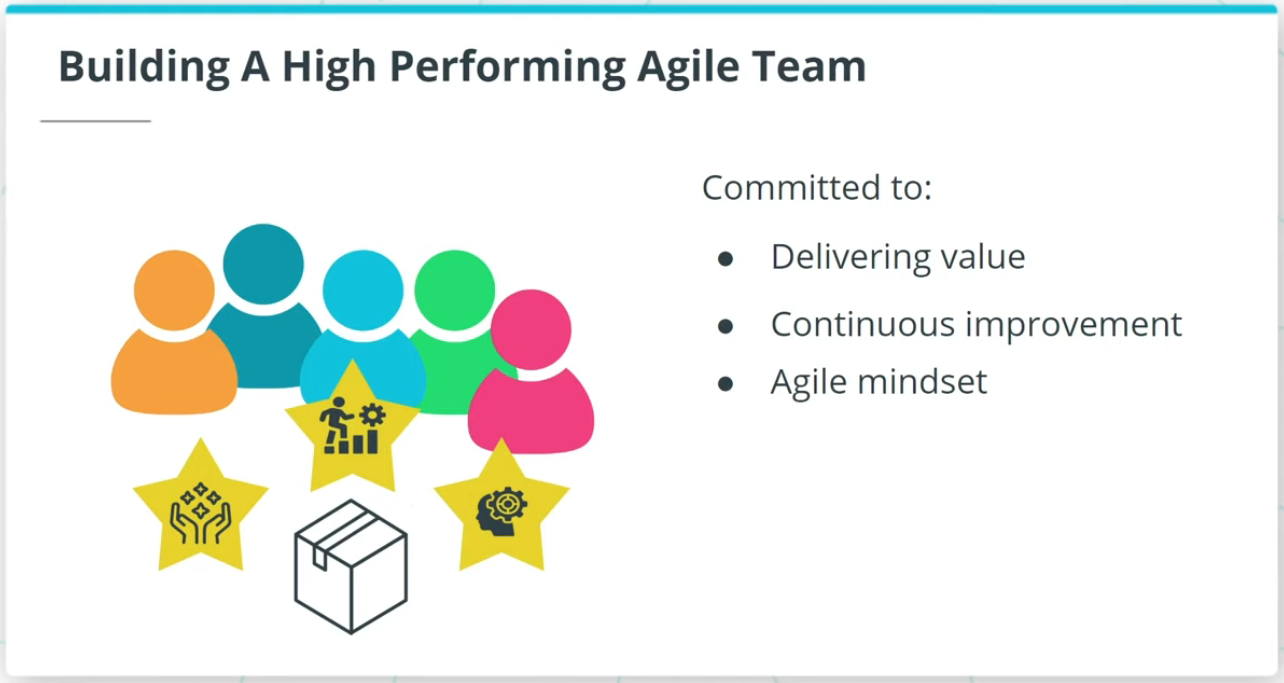 Building A High Performing Agile Team
Committed to:
● Delivering value
● Continuous improvement
● Agile mindset